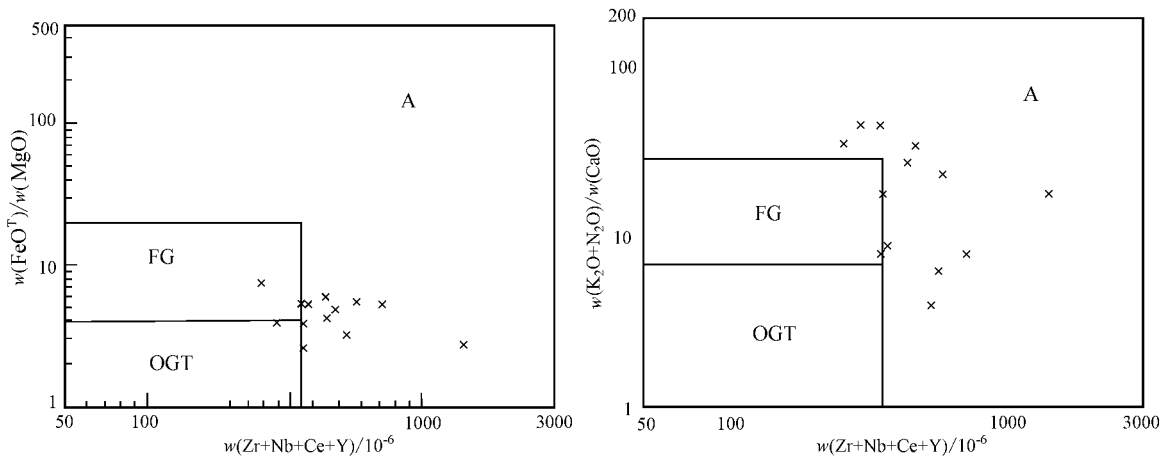 500
100
10
1
w(FeOᵀ)/w(MgO)
A
FG
OGT
50 100 1000 3000
w(Zr+Nb+Ce+Y)/10⁻⁶
200
100
10
1
w(K₂O+N₂O)/w(CaO)
A
FG
OGT
50 100 1000 3000
w(Zr+Nb+Ce+Y)/10⁻⁶